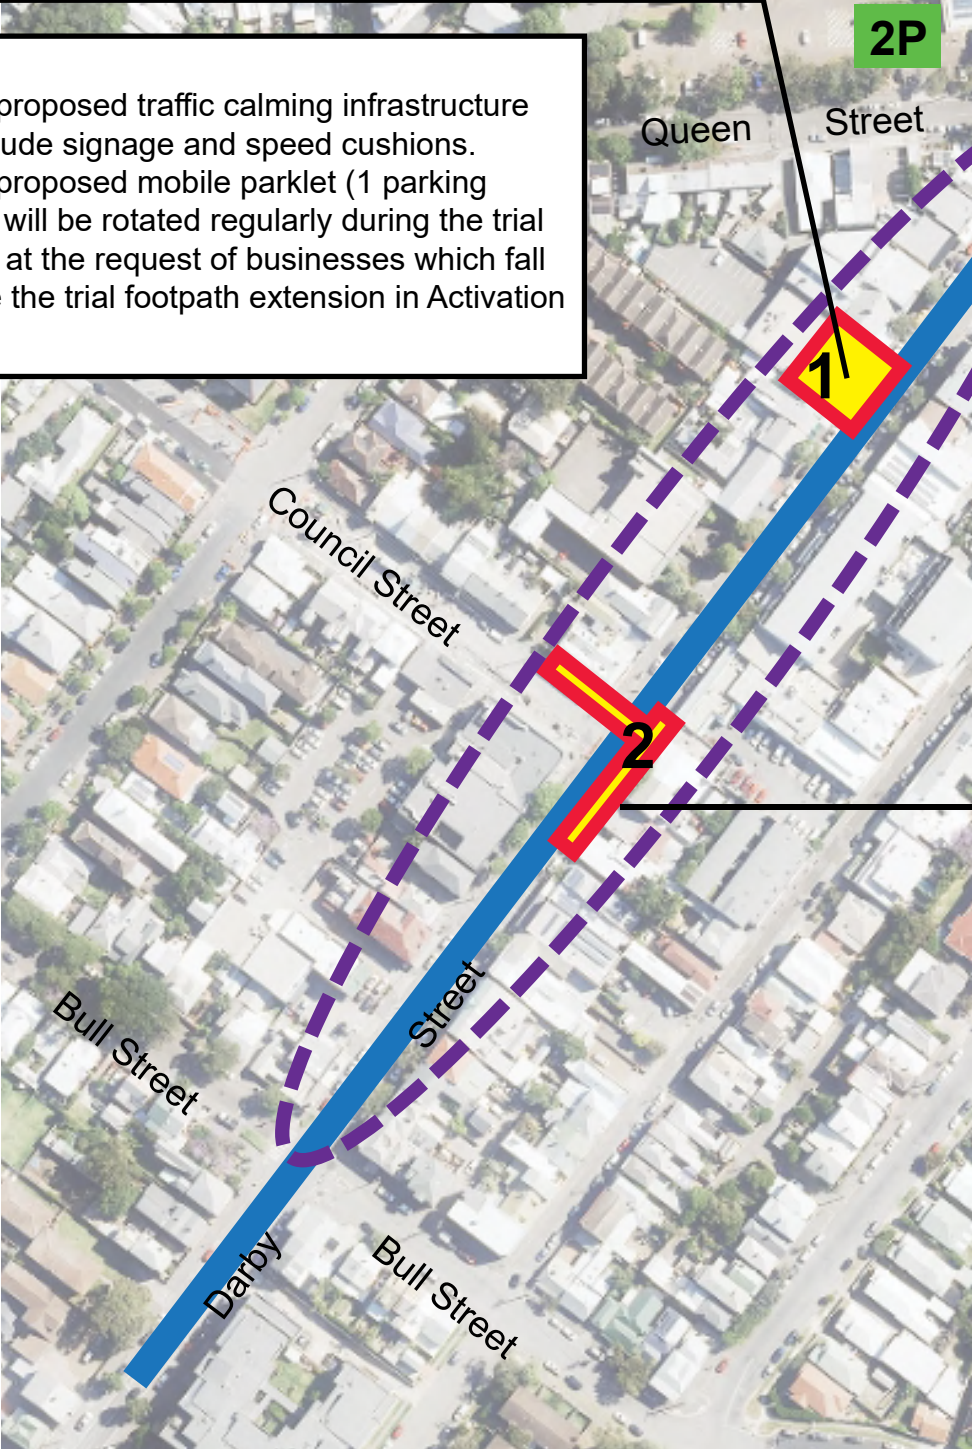 2P
proposed traffic calming infrastructure
ude signage and speed cushions.
proposed mobile parklet (1 parking
will be rotated regularly during the trial
at the request of businesses which fall
the trial footpath extension in Activation
Queen Street
1
Council Street
2
Street
Bull Street
Darby
Bull Street